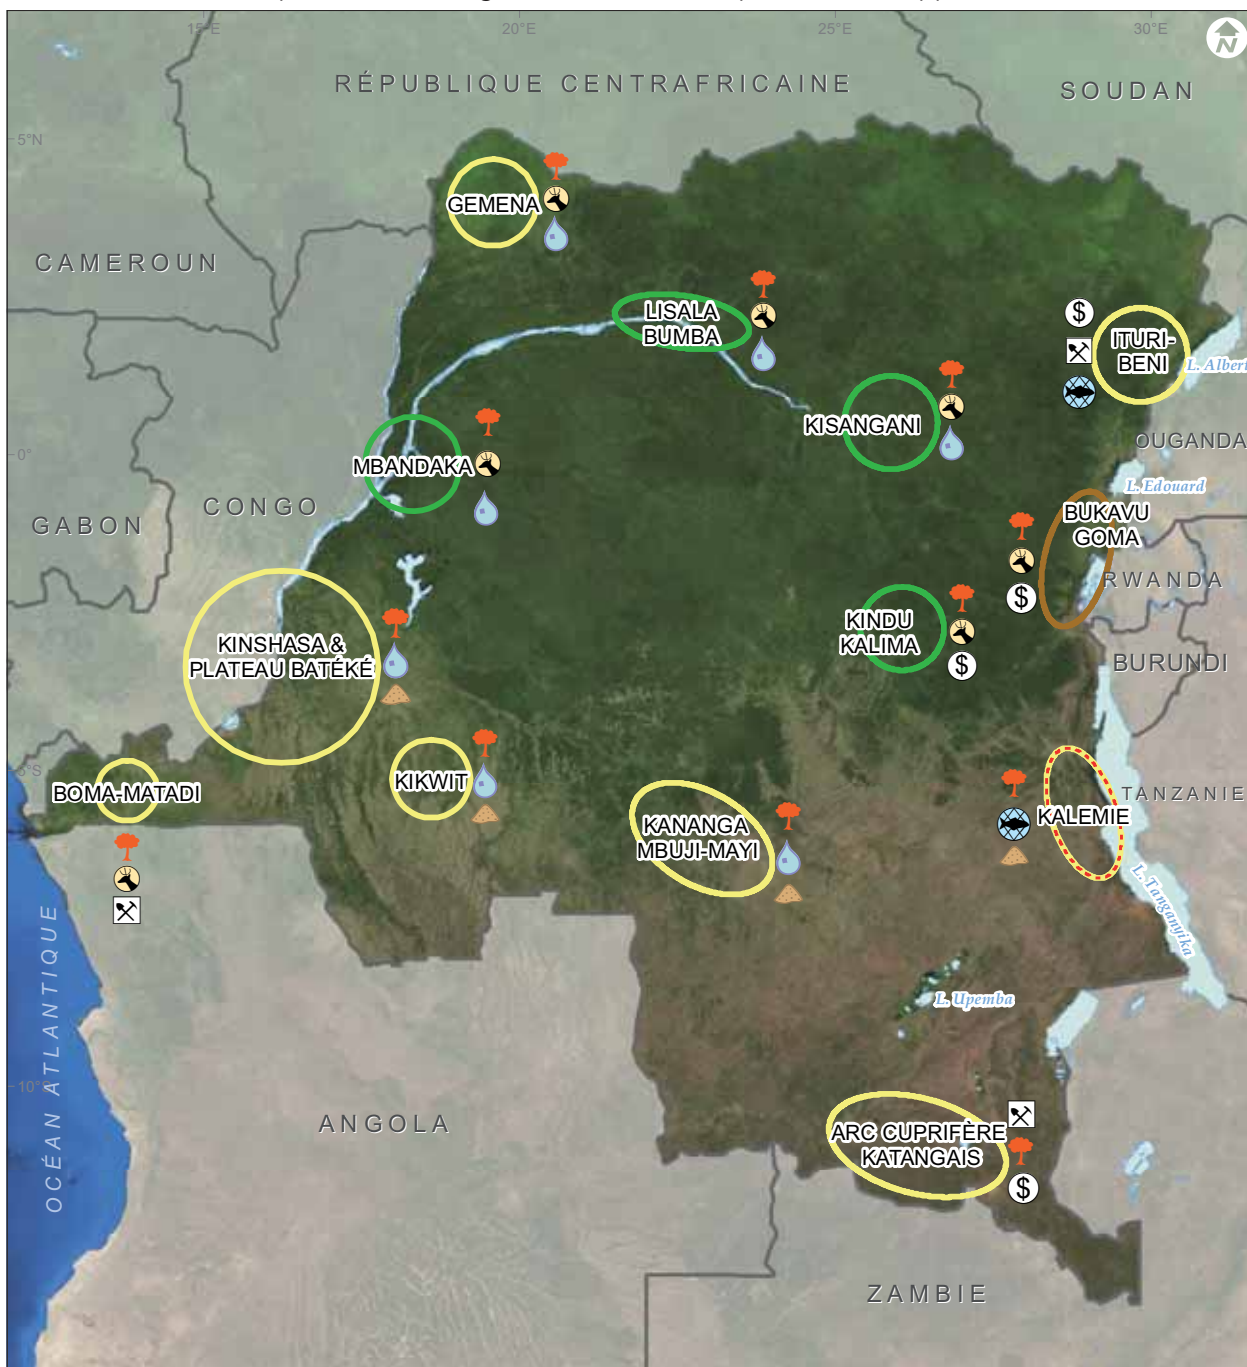 15°E
20°E
25°E
30°E
N
RÉPUBLIQUE CENTRAFRICAINE
SOUDAN
5°N
GEMENA
CAMEROUN
LISALA
BUMBA
$
ITURI-
BENI
L. Albert
KISANGANI
OUGANDA
0°
MBANDAKA
L. Edouard
CONGO
GABON
BUKAVU
GOMA
RWANDA
$
KINDU
KALIMA
$
KINSHASA &
PLATEAU BATÉKÉ
BURUNDI
5°S
BOMA-MATADI
KIKWIT
TANZANIE
KANANGA
MBUJI-MAYI
KALEMIE
L. Tanganyika
OCÉAN ATLANTIQUE
L. Upemba
10°S
ANGOLA
ARC CUPRIFÈRE
KATANGAIS
$
ZAMBIE